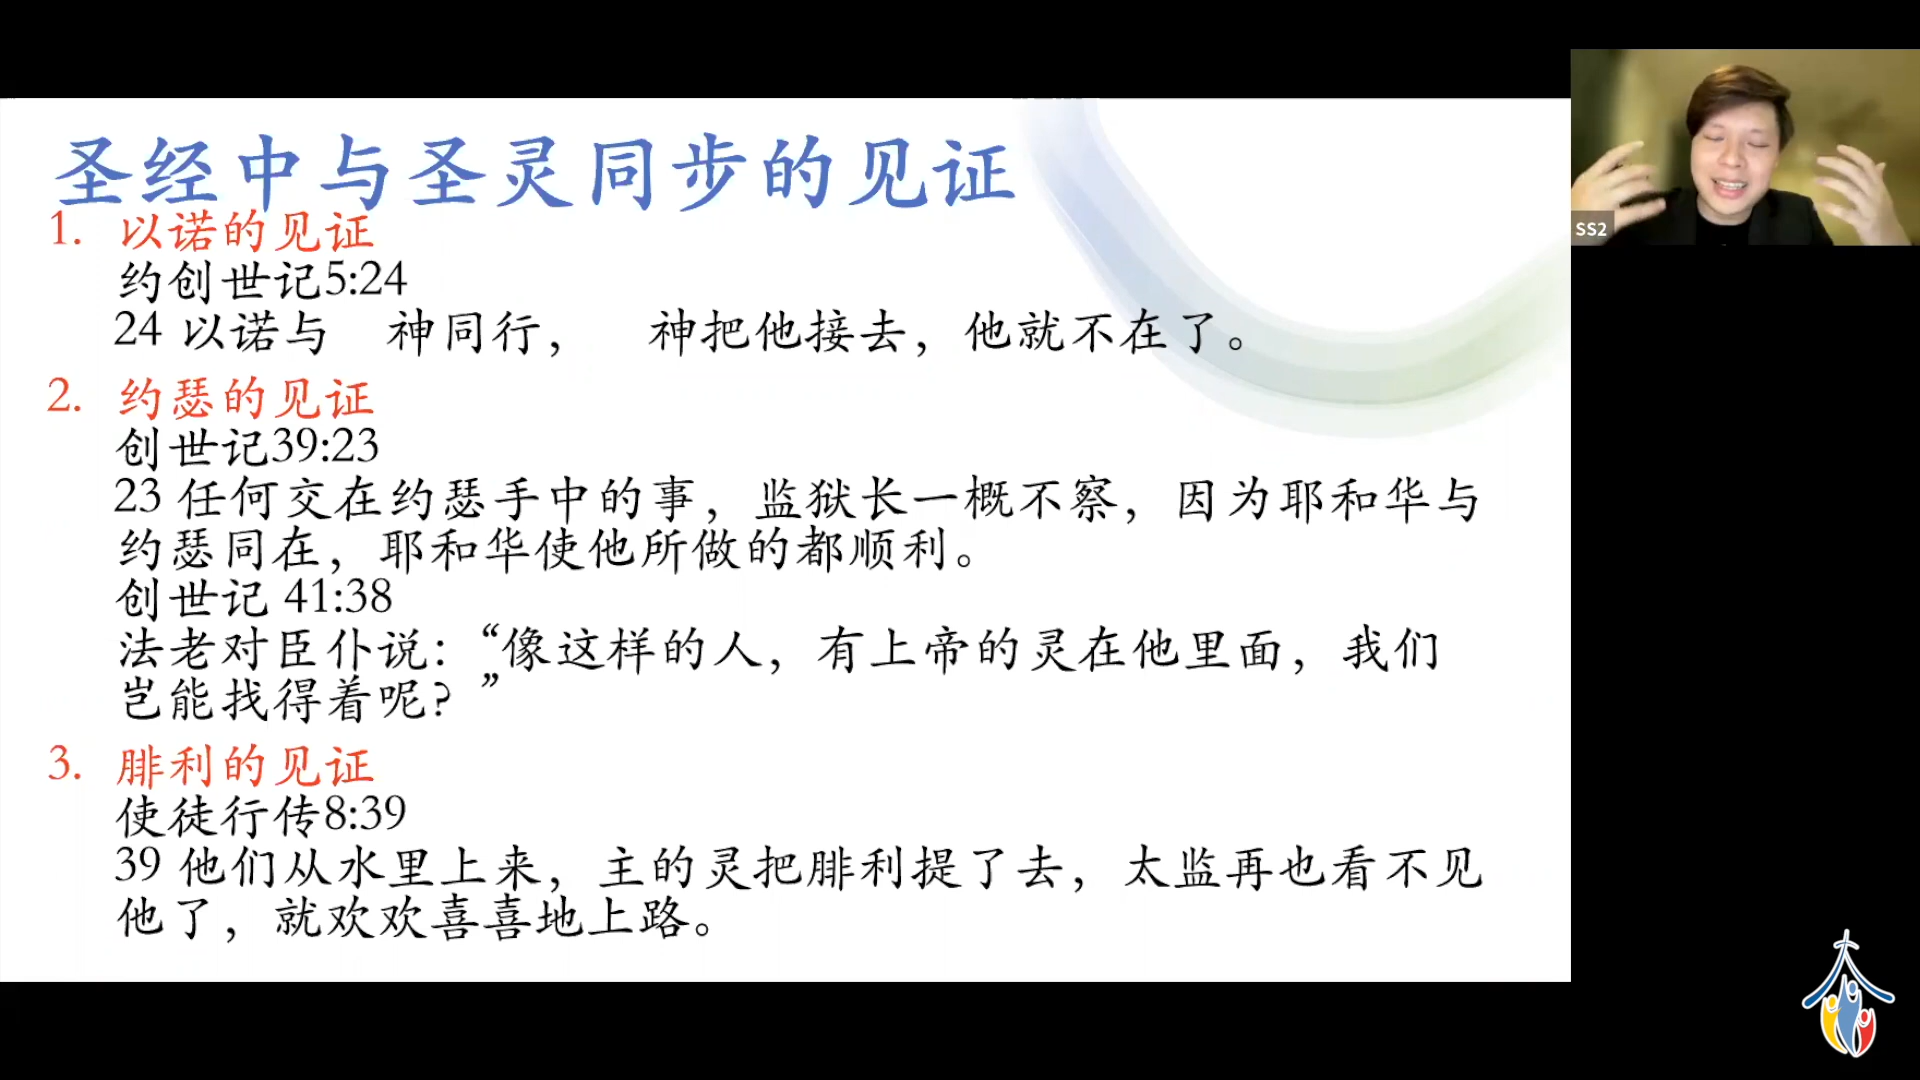 圣经中与圣灵同步的见证
1. 以诺的见证
约创世记5:24
24 以诺与　神同行，　神把他接去，他就不在了。
2. 约瑟的见证
创世记39:23
23 任何交在约瑟手中的事，监狱长一概不察，因为耶和华与
约瑟同在，耶和华使他所做的都顺利。
创世记 41:38
法老对臣仆说：“像这样的人，有上帝的灵在他里面，我们
岂能找得着呢？”
3. 腓利的见证
使徒行传8:39
39 他们从水里上来，主的灵把腓利提了去，太监再也看不见
他了，就欢欢喜喜地上路。
SS2